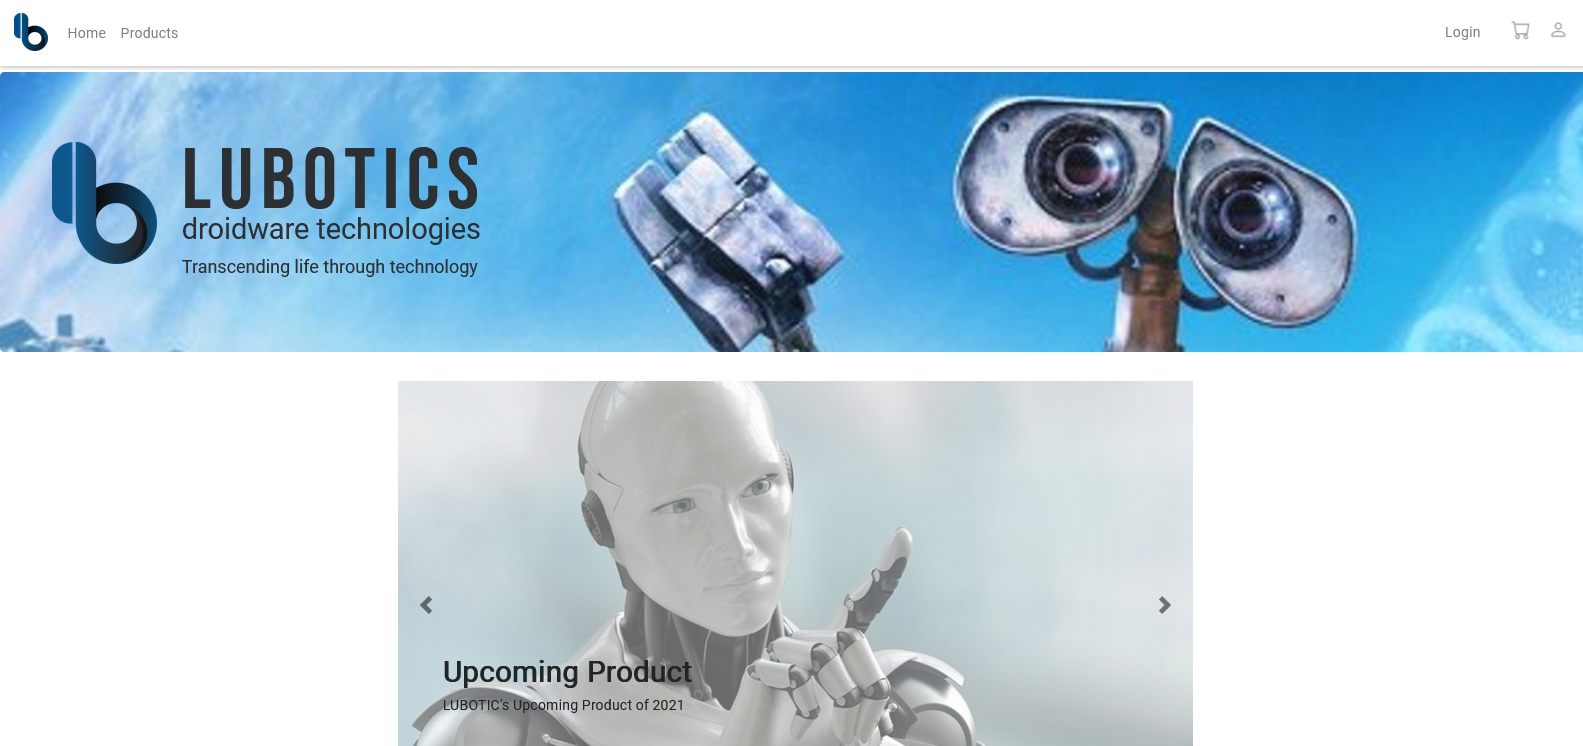 Home Products Login
LUBOTICS
droidware technologies
Transcending life through technology
Upcoming Product
LUBOTIC's Upcoming Product of 2021